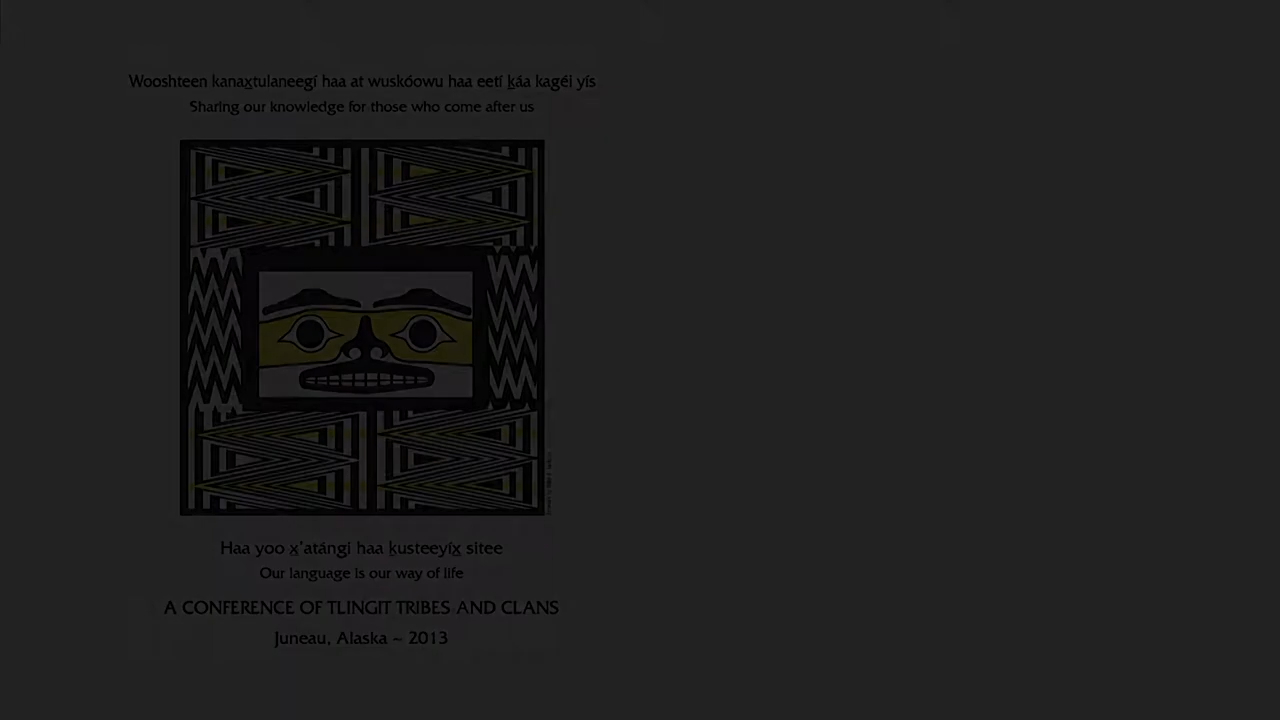 Wooshteen kanax̲tulaneegí haa at wuskóowu haa eetí ḵáa kagéi yís
Sharing our knowledge for those who come after us
Haa yoo x̲'atángi haa ḵusteeyíx̲ sitee
Our language is our way of life
A CONFERENCE OF TLINGIT TRIBES AND CLANS
Juneau, Alaska ~ 2013